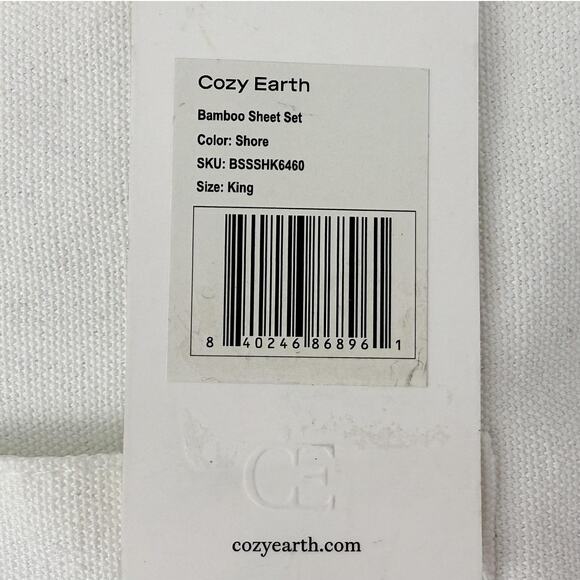 Cozy Earth
Bamboo Sheet Set
Color: Shore
SKU: BSSSHK6460
Size: King
8 40246 86896 1
CE
cozyearth.com